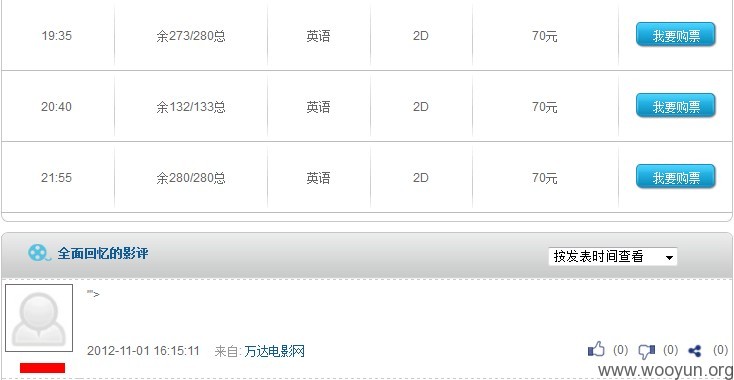 19:35 余273/280总 英语 2D 70元 我要购票
20:40 余132/133总 英语 2D 70元 我要购票
21:55 余280/280总 英语 2D 70元 我要购票
全面回忆的影评 按发表时间查看
"">
2012-11-01 16:15:11 来自: 万达电影网 (0) (0) (0)
www.wooyun.org